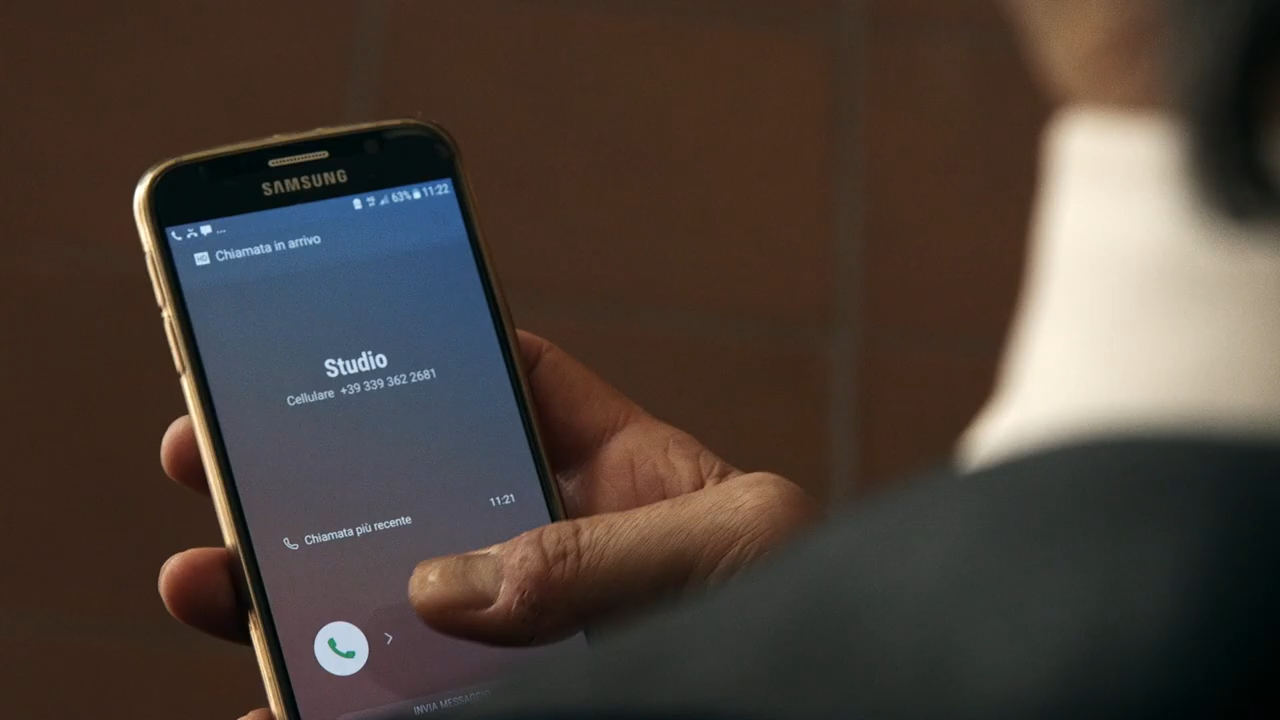 SAMSUNG
63% 11:22
HD Chiamata in arrivo
Studio
Cellulare +39 339 362 2681
11:21
Chiamata più recente
INVIA MESSAGGIO